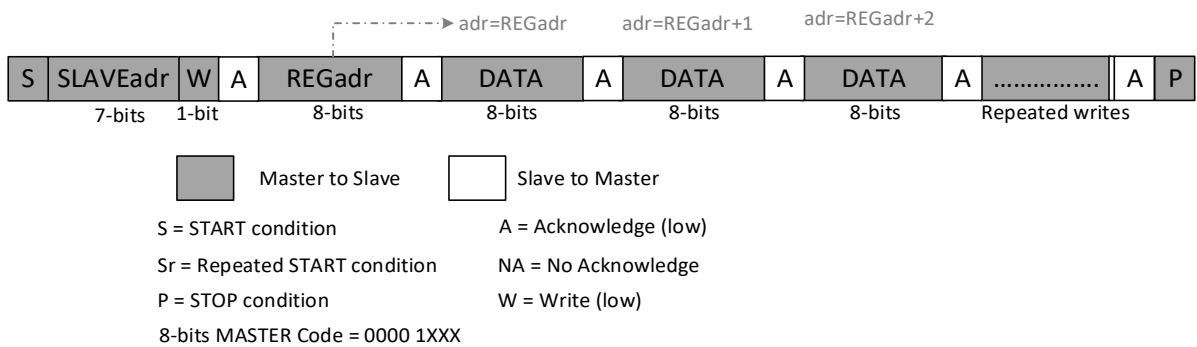 adr=REGadr adr=REGadr+1 adr=REGadr+2
S SLAVEadr W A REGadr A DATA A DATA A DATA A ................ A P
7-bits 1-bit 8-bits 8-bits 8-bits 8-bits Repeated writes
Master to Slave Slave to Master
S = START condition A = Acknowledge (low)
Sr = Repeated START condition NA = No Acknowledge
P = STOP condition W = Write (low)
8-bits MASTER Code = 0000 1XXX